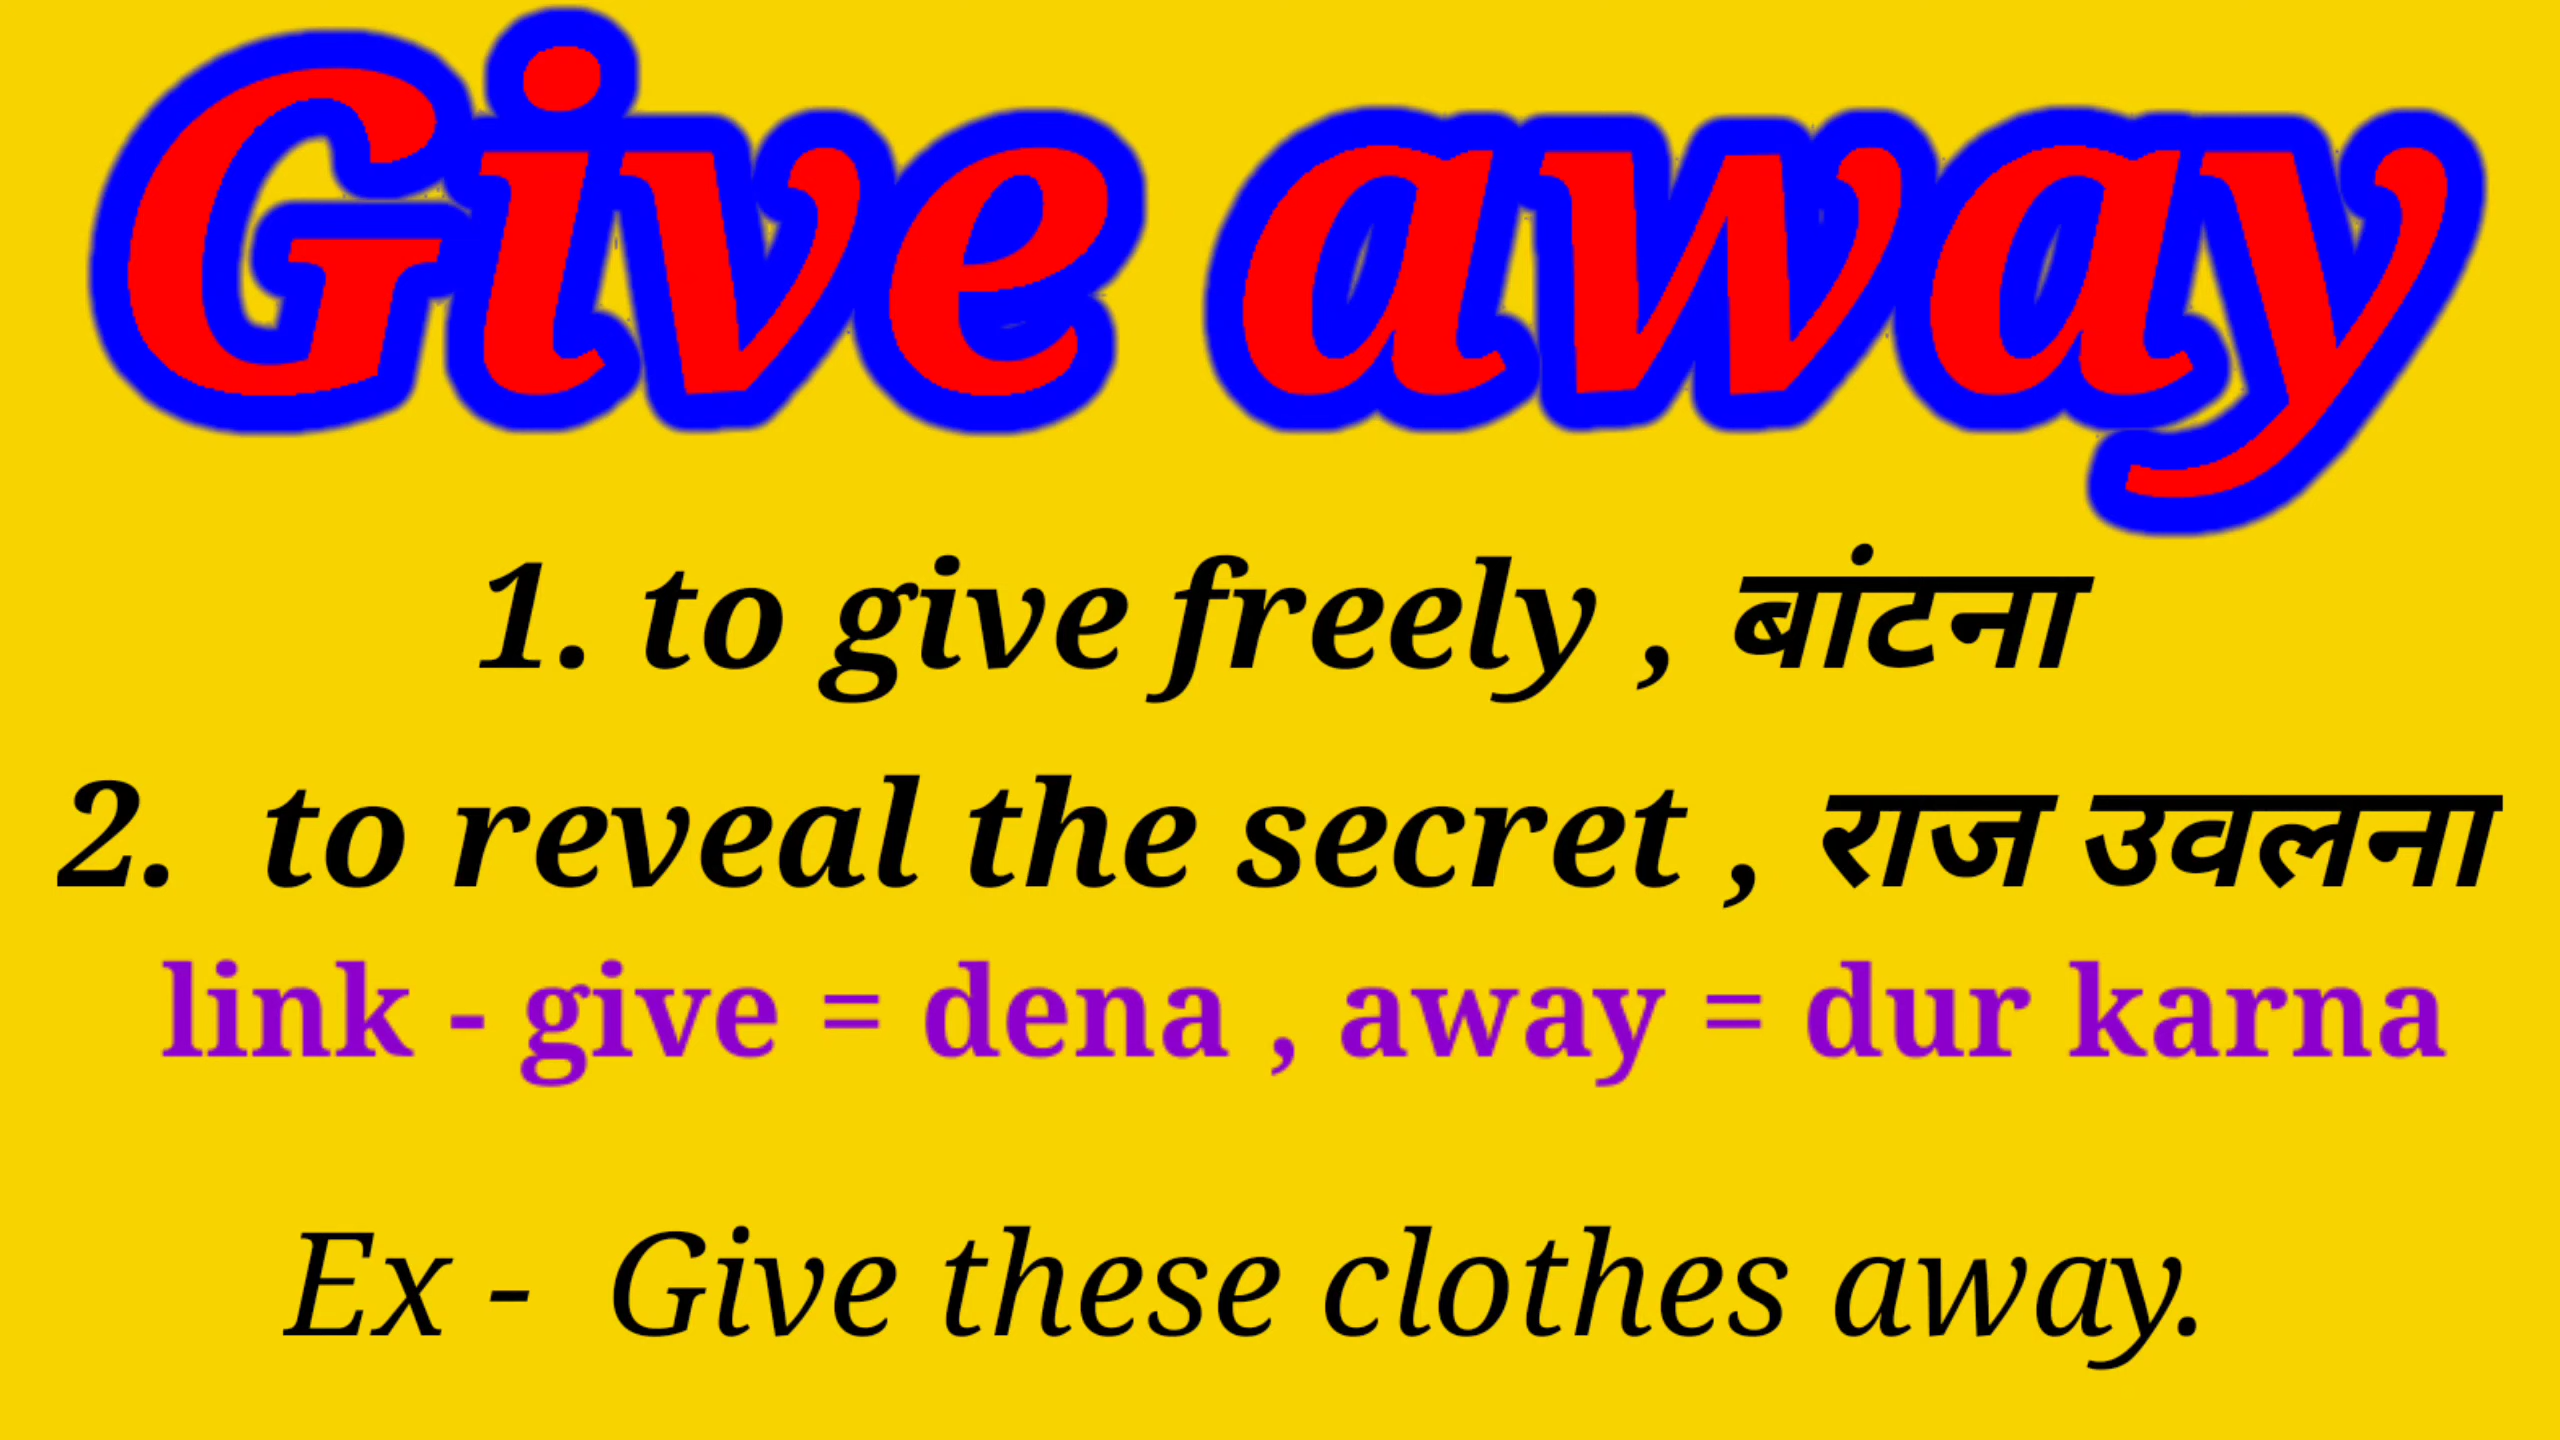 Give away
1. to give freely , बांटना
2. to reveal the secret , राज उवलना
link - give = dena , away = dur karna
Ex - Give these clothes away.